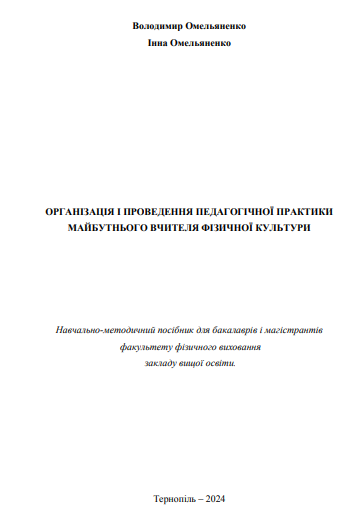 Володимир Омельяненко
Інна Омельяненко
ОРГАНІЗАЦІЯ І ПРОВЕДЕННЯ ПЕДАГОГІЧНОЇ ПРАКТИКИ
МАЙБУТНЬОГО ВЧИТЕЛЯ ФІЗИЧНОЇ КУЛЬТУРИ
Навчально-методичний посібник для бакалаврів і магістрантів
факультету фізичного виховання
закладу вищої освіти.
Тернопіль – 2024